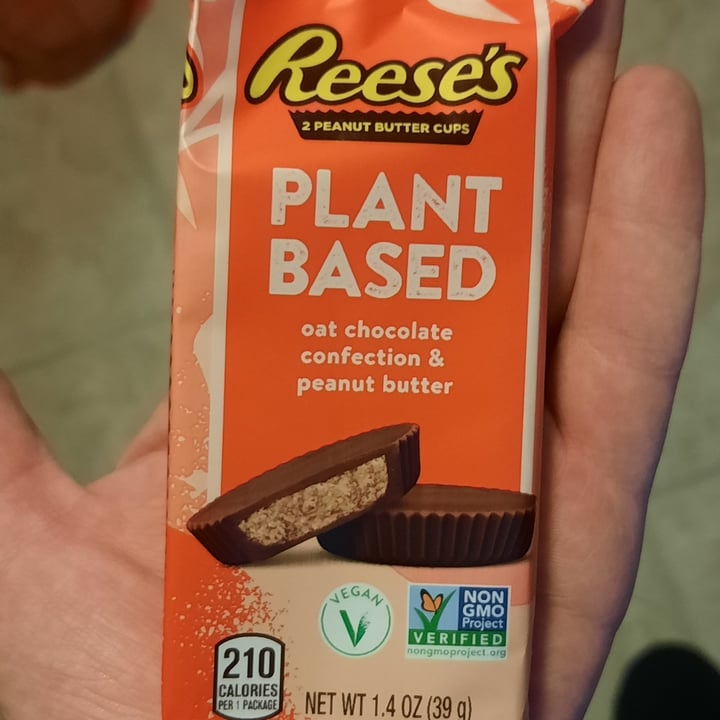 Reese's
2 PEANUT BUTTER CUPS
PLANT
BASED
oat chocolate
confection &
peanut butter
VEGAN
V
NON
GMO
Project
VERIFIED
nongmoproject.org
210
CALORIES
PER 1 PACKAGE
NET WT 1.4 OZ (39 g)